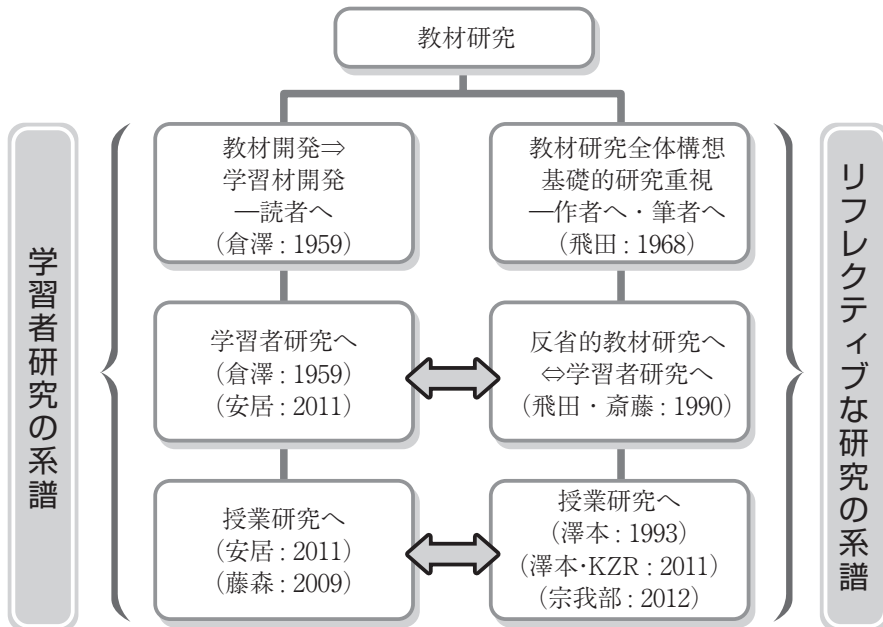 教材研究
学習者研究の系譜
教材開発⇒
学習材開発
―読者へ
(倉澤 : 1959)
教材研究全体構想
基礎的研究重視
―作者へ・筆者へ
(飛田 : 1968)
リフレクティブな研究の系譜
学習者研究へ
(倉澤 : 1959)
(安居 : 2011)
反省的教材研究へ
⇔学習者研究へ
(飛田・斎藤 : 1990)
授業研究へ
(安居 : 2011)
(藤森 : 2009)
授業研究へ
(澤本 : 1993)
(澤本・KZR : 2011)
(宗我部 : 2012)